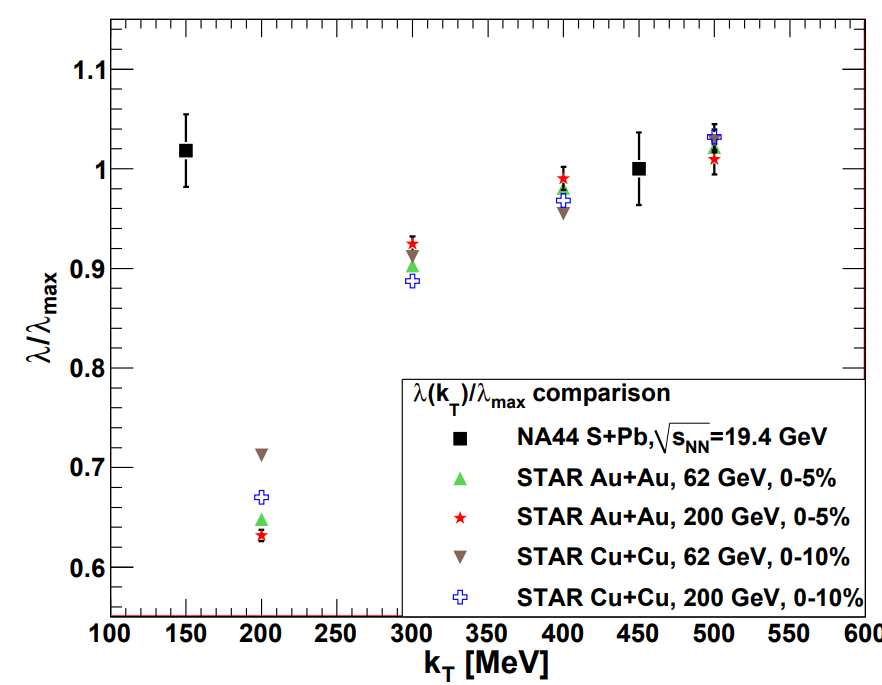 1.1
1
0.9
0.8
0.7
0.6
λ/λmax
λ(kT)/λmax comparison
NA44 S+Pb,√sNN=19.4 GeV
STAR Au+Au, 62 GeV, 0-5%
STAR Au+Au, 200 GeV, 0-5%
STAR Cu+Cu, 62 GeV, 0-10%
STAR Cu+Cu, 200 GeV, 0-10%
100 150 200 250 300 350 400 450 500 550 600
kT [MeV]